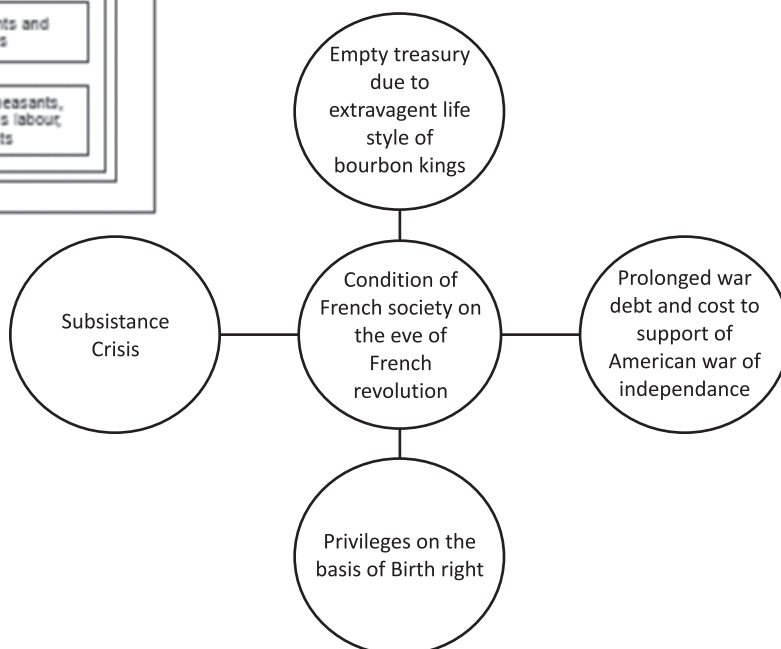 nts and
s
peasants,
s labour,
ts
Empty treasury
due to
extravagent life
style of
bourbon kings
Subsistance
Crisis
Condition of
French society on
the eve of
French
revolution
Prolonged war
debt and cost to
support of
American war of
independance
Privileges on the
basis of Birth right